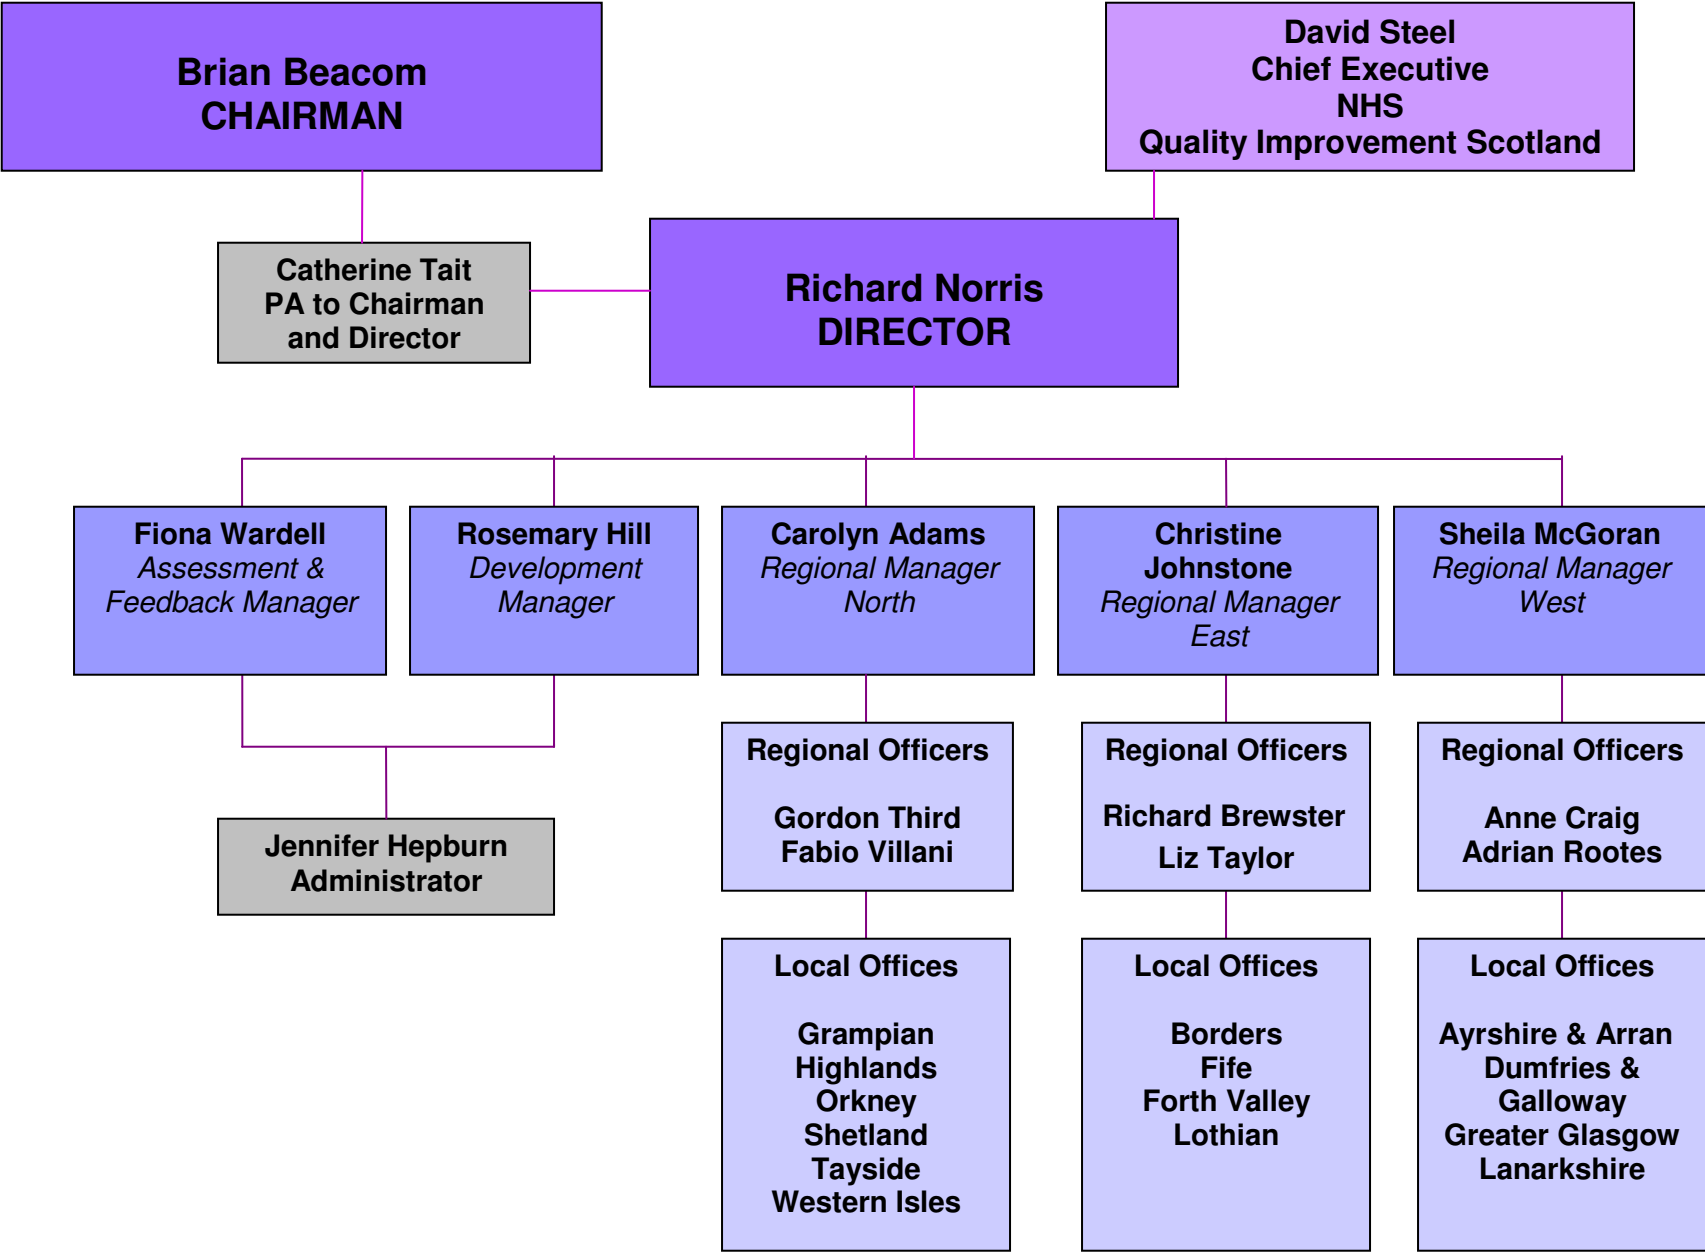 Brian Beacom
CHAIRMAN
David Steel
Chief Executive
NHS
Quality Improvement Scotland
Catherine Tait
PA to Chairman
and Director
Richard Norris
DIRECTOR
Fiona Wardell
Assessment &
Feedback Manager
Rosemary Hill
Development
Manager
Carolyn Adams
Regional Manager
North
Christine
Johnstone
Regional Manager
East
Sheila McGoran
Regional Manager
West
Jennifer Hepburn
Administrator
Regional Officers
Gordon Third
Fabio Villani
Regional Officers
Richard Brewster
Liz Taylor
Regional Officers
Anne Craig
Adrian Rootes
Local Offices
Grampian
Highlands
Orkney
Shetland
Tayside
Western Isles
Local Offices
Borders
Fife
Forth Valley
Lothian
Local Offices
Ayrshire & Arran
Dumfries &
Galloway
Greater Glasgow
Lanarkshire